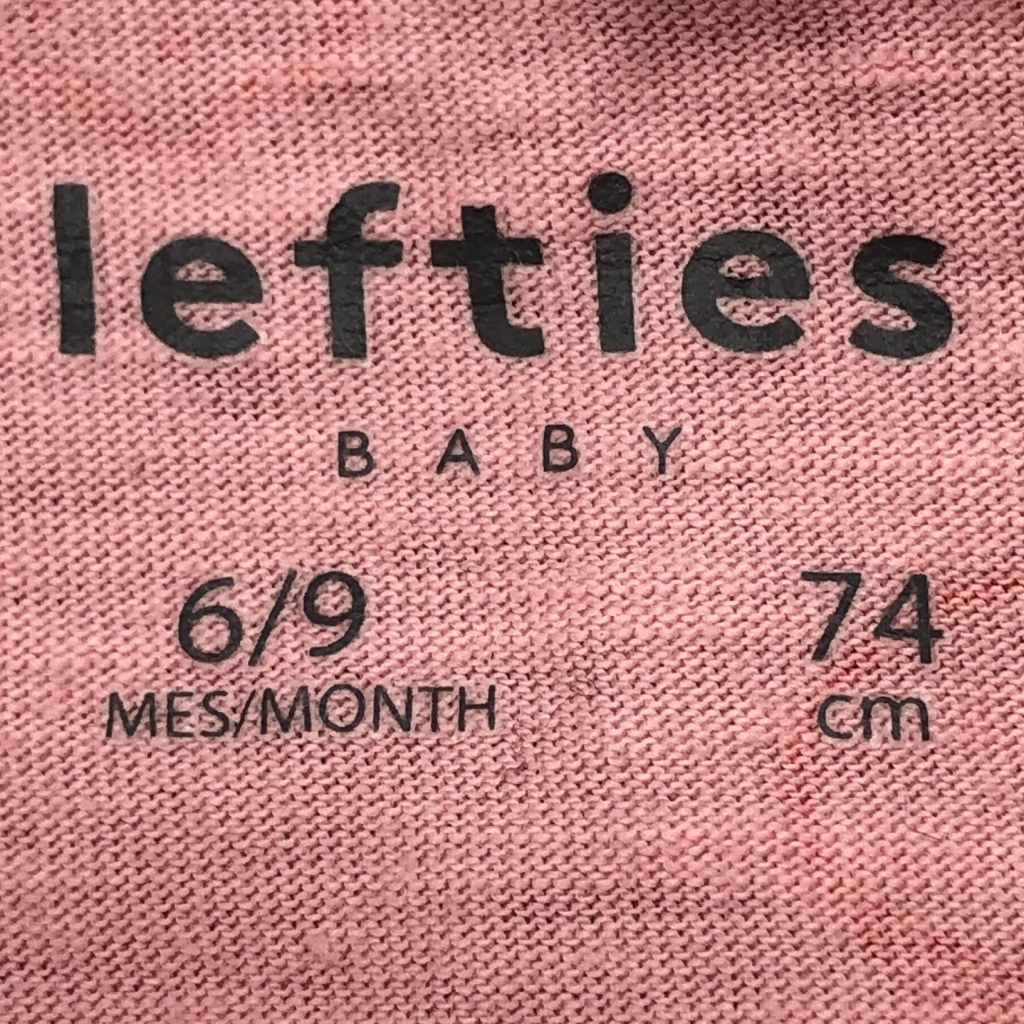 lefties
BABY
6/9 74
MES/MONTH cm